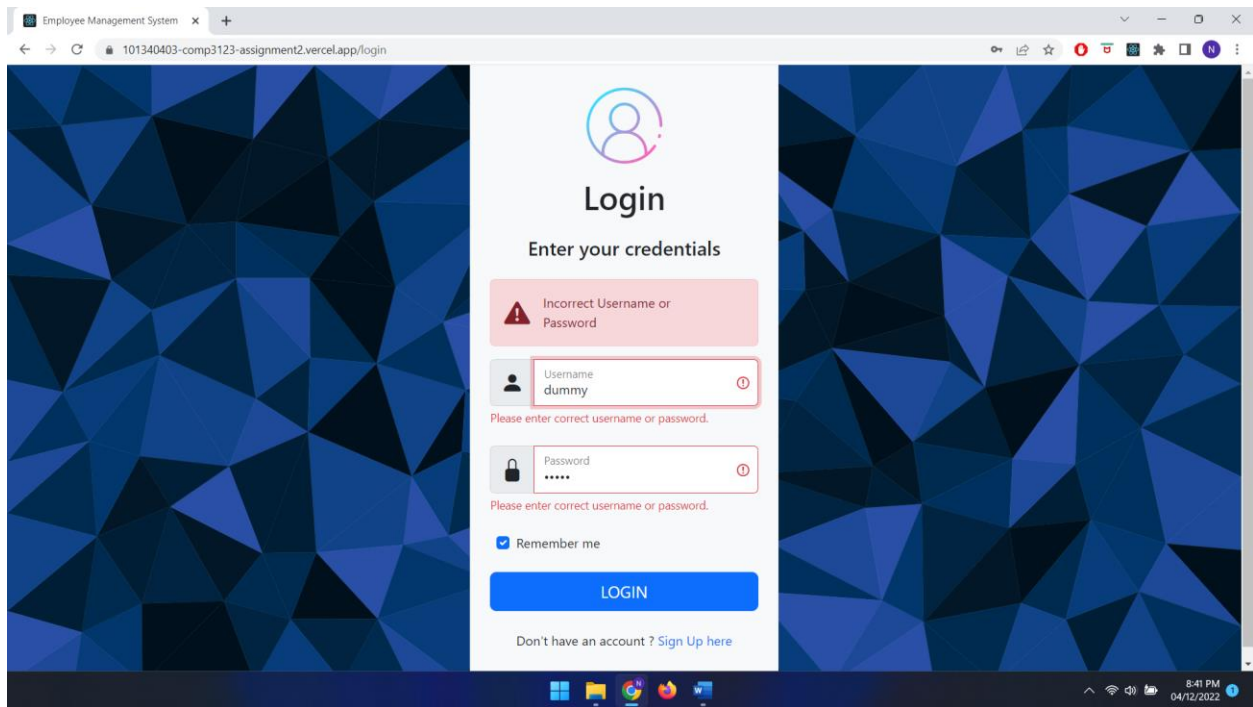 Employee Management System
101340403-comp3123-assignment2.vercel.app/login
N
Login
Enter your credentials
Incorrect Username or
Password
Username
dummy
Please enter correct username or password.
Password
•••••
Please enter correct username or password.
Remember me
LOGIN
Don't have an account ? Sign Up here
8:41 PM
04/12/2022
1